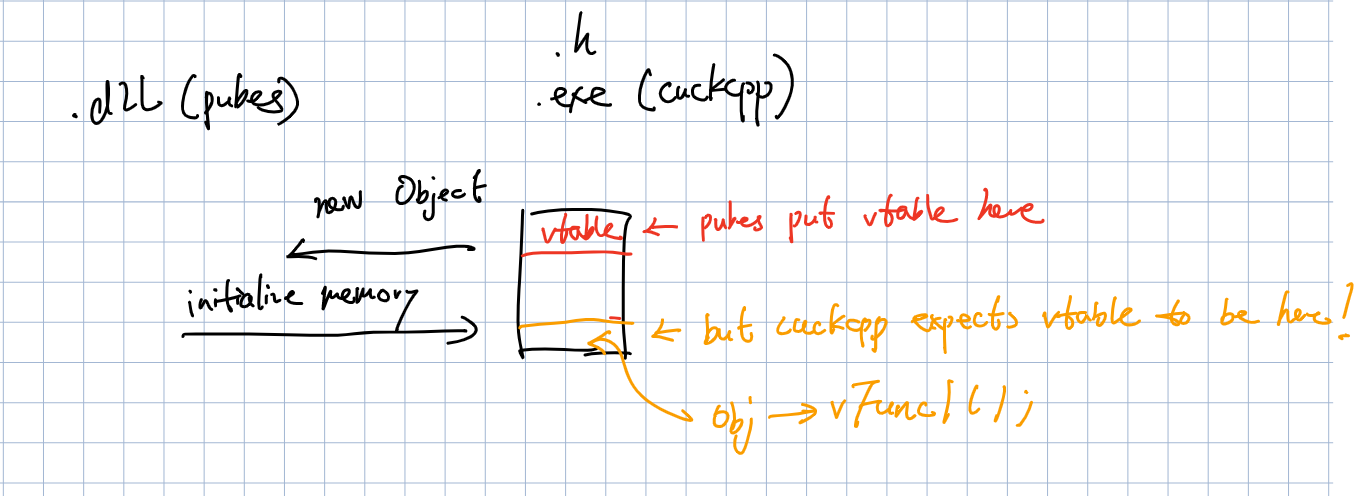 .h
.dll (pubes)
.exe (cuckcpp)
new Object
initialize memory
vtable
← pubes put vtable here
← but cuckcpp expects vtable to be here!
obj → vFunc1();